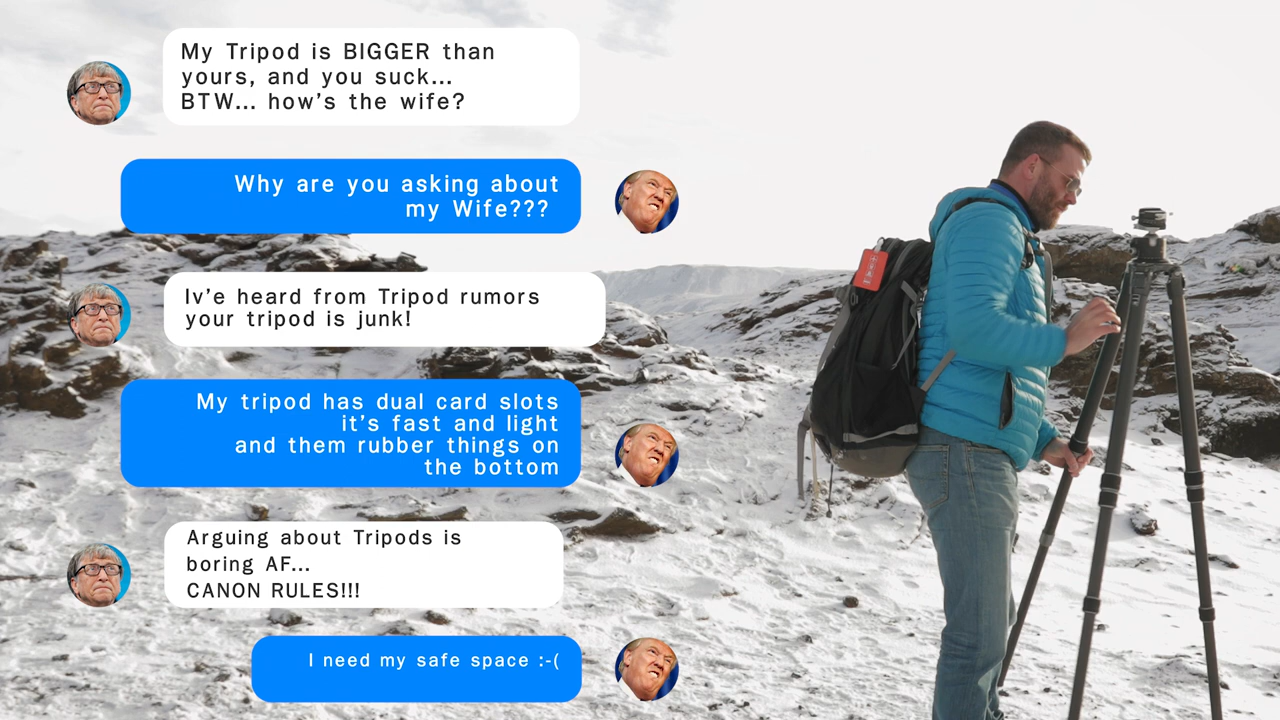 My Tripod is BIGGER than
yours, and you suck...
BTW... how's the wife?
Why are you asking about
my Wife???
Iv'e heard from Tripod rumors
your tripod is junk!
My tripod has dual card slots
it's fast and light
and them rubber things on
the bottom
Arguing about Tripods is
boring AF...
CANON RULES!!!
I need my safe space :-(